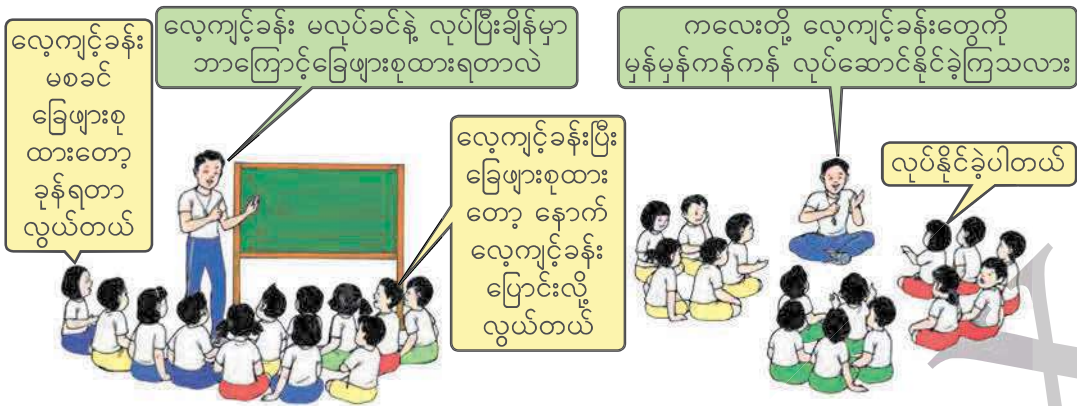 လေ့ကျင့်ခန်း
မစခင်
ခြေဖျားစု
ထားတော့
ခုန်ရတာ
လွယ်တယ်
လေ့ကျင့်ခန်း မလုပ်ခင်နဲ့ လုပ်ပြီးချိန်မှာ
ဘာကြောင့်ခြေဖျားစုထားရတာလဲ
လေ့ကျင့်ခန်းပြီး
ခြေဖျားစုထား
တော့ နောက်
လေ့ကျင့်ခန်း
ပြောင်းလို့
လွယ်တယ်
ကလေးတို့ လေ့ကျင့်ခန်းတွေကို
မှန်မှန်ကန်ကန် လုပ်ဆောင်နိုင်ခဲ့ကြသလား
လုပ်နိုင်ခဲ့ပါတယ်